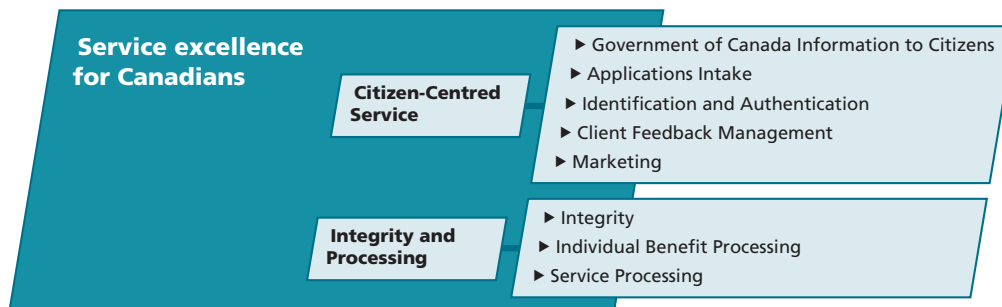 Service excellence
for Canadians
Citizen-Centred
Service
▶ Government of Canada Information to Citizens
▶ Applications Intake
▶ Identification and Authentication
▶ Client Feedback Management
▶ Marketing
Integrity and
Processing
▶ Integrity
▶ Individual Benefit Processing
▶ Service Processing